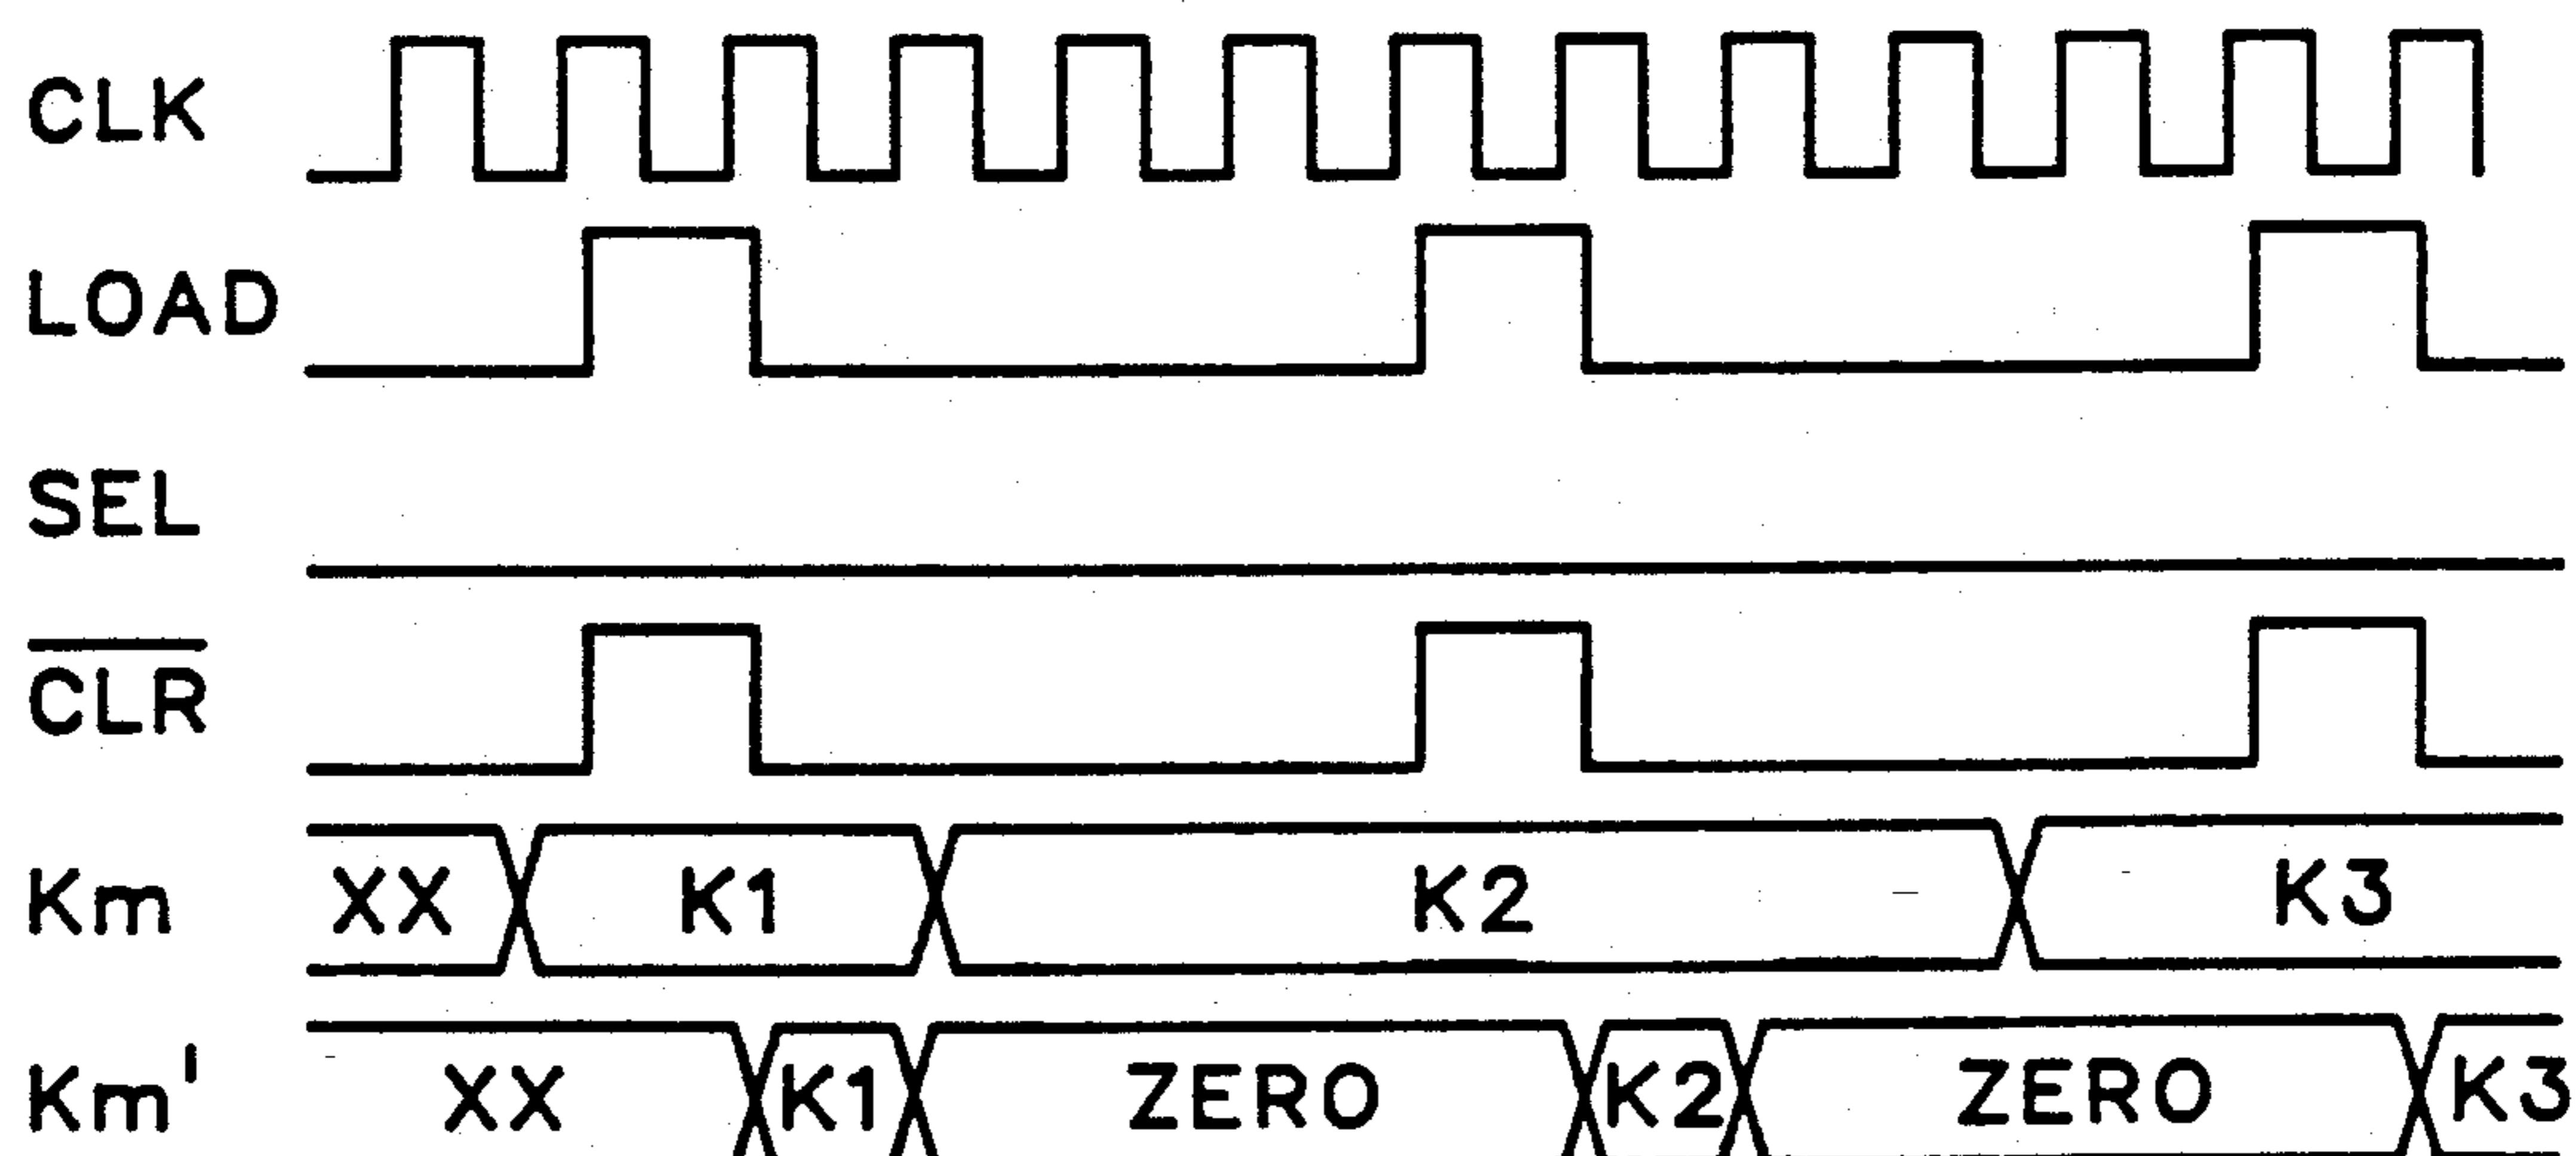 CLK
LOAD
SEL
CLR
Km XX K1 K2 K3
Km' XX K1 ZERO K2 ZERO K3